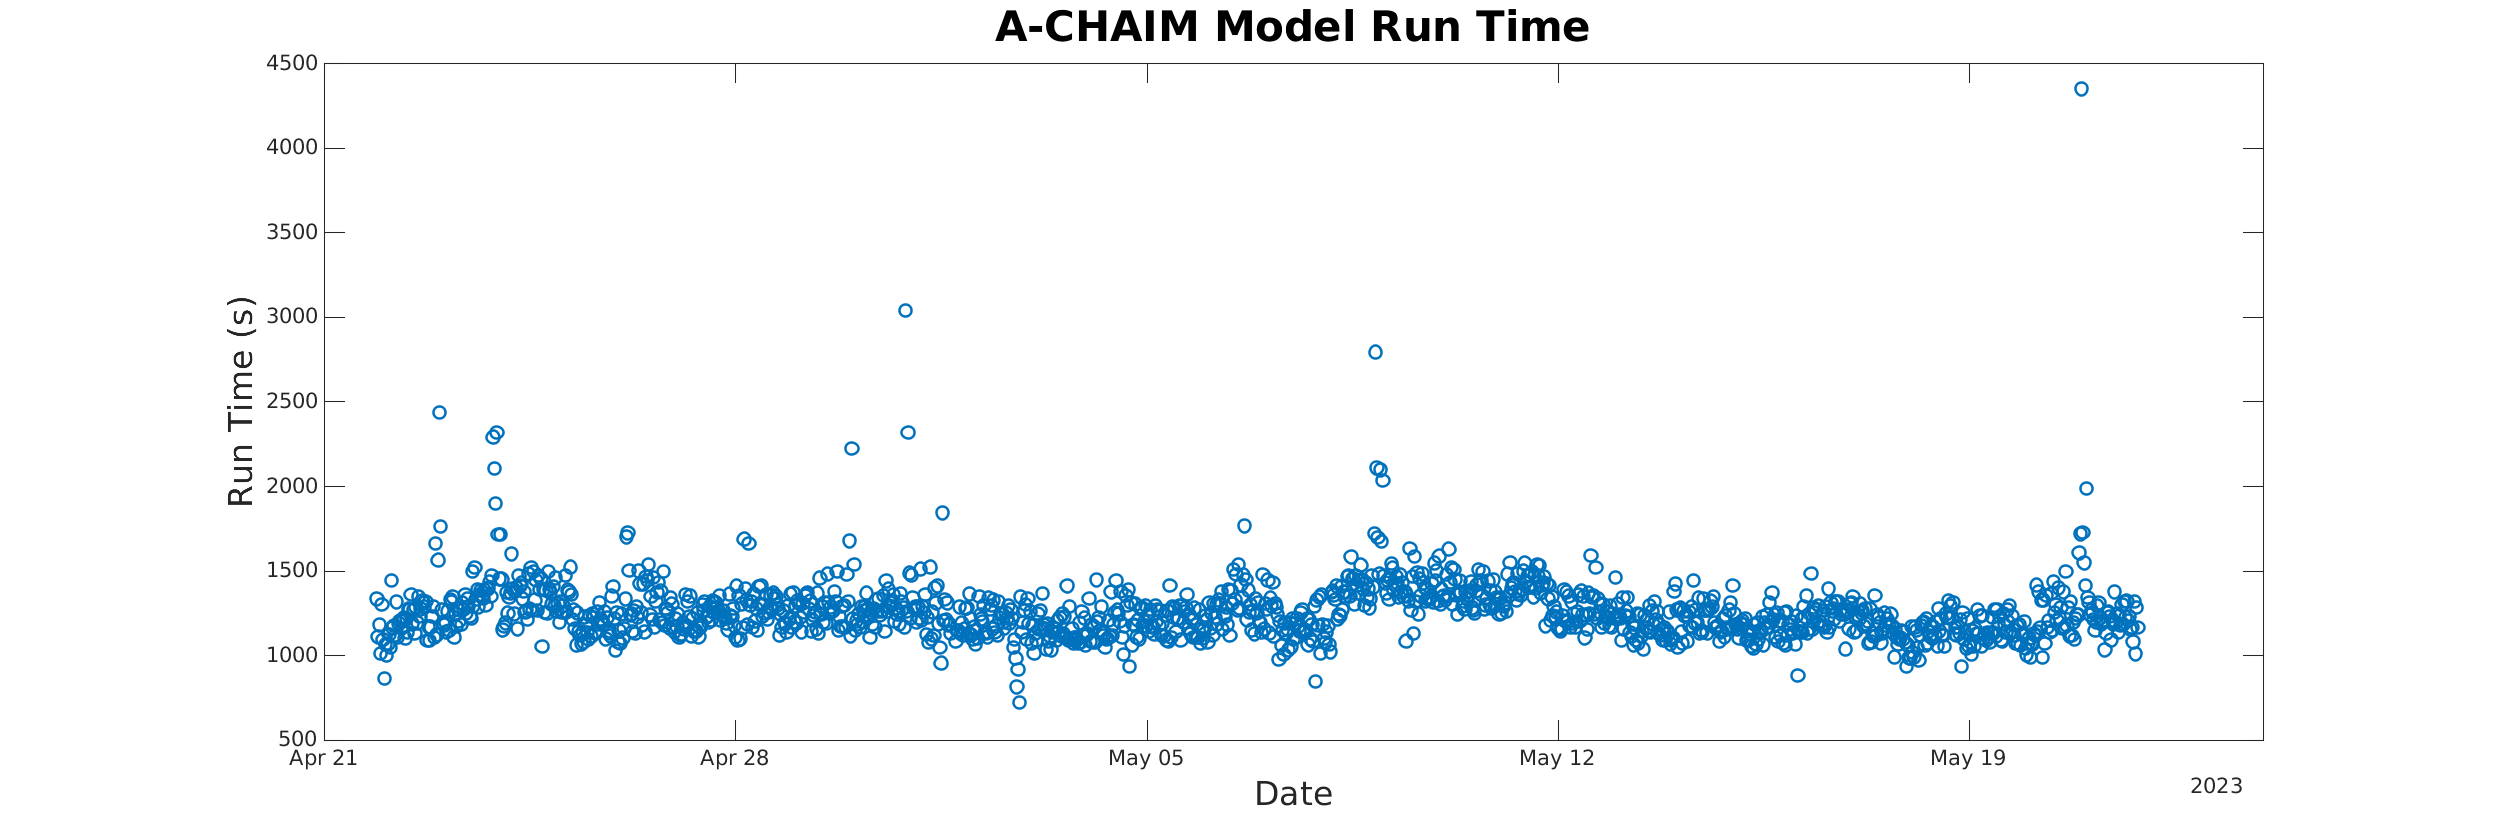 A-CHAIM Model Run Time
4500
4000
3500
3000
2500
2000
1500
1000
500
Run Time (s)
Apr 21 Apr 28 May 05 May 12 May 19
2023
Date